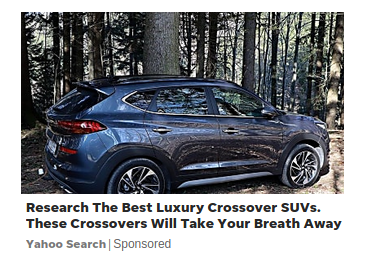 Research The Best Luxury Crossover SUVs.
These Crossovers Will Take Your Breath Away
Yahoo Search | Sponsored